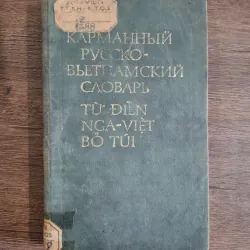 КАРМАННЫЙ
РУССКО-
ВЬЕТНАМСКИЙ
СЛОВАРЬ
TỪ ĐIỂN
NGA-VIỆT
BỎ TÚI